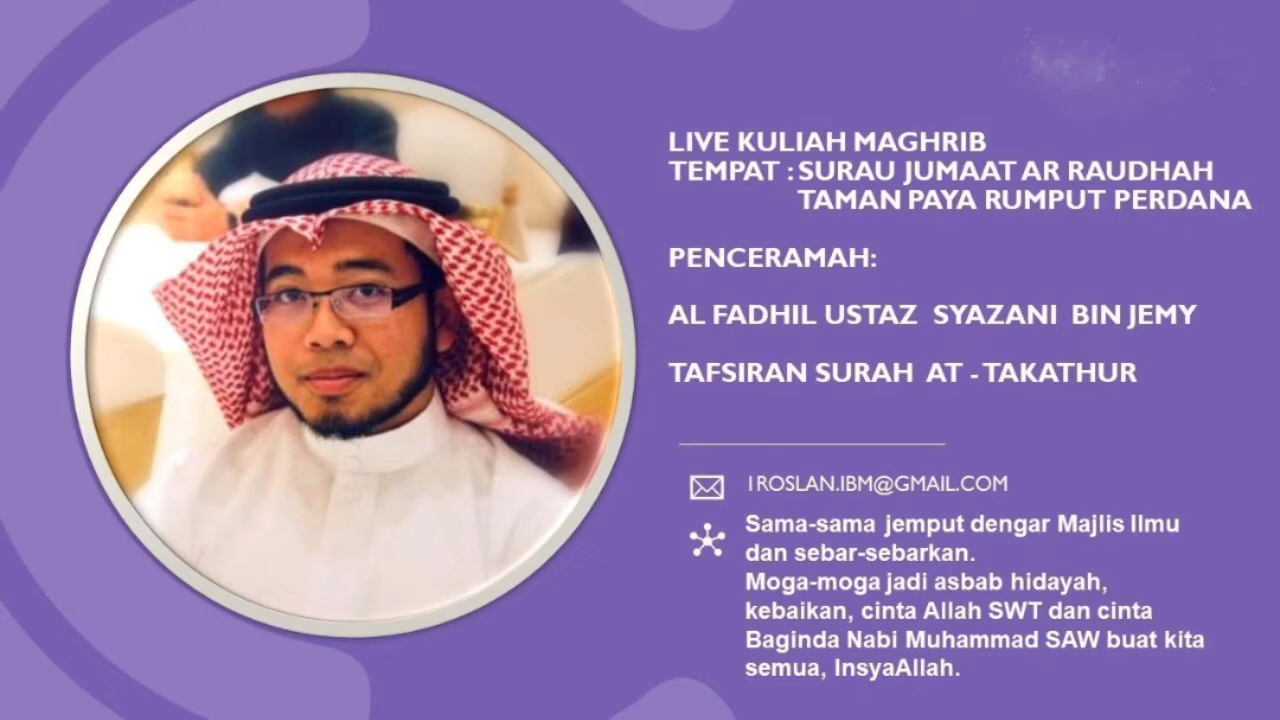 LIVE KULIAH MAGHRIB
TEMPAT : SURAU JUMAAT AR RAUDHAH
TAMAN PAYA RUMPUT PERDANA
PENCERAMAH:
AL FADHIL USTAZ SYAZANI BIN JEMY
TAFSIRAN SURAH AT - TAKATHUR
1ROSLAN.IBM@GMAIL.COM
Sama-sama jemput dengar Majlis Ilmu
dan sebar-sebarkan.
Moga-moga jadi asbab hidayah,
kebaikan, cinta Allah SWT dan cinta
Baginda Nabi Muhammad SAW buat kita
semua, InsyaAllah.